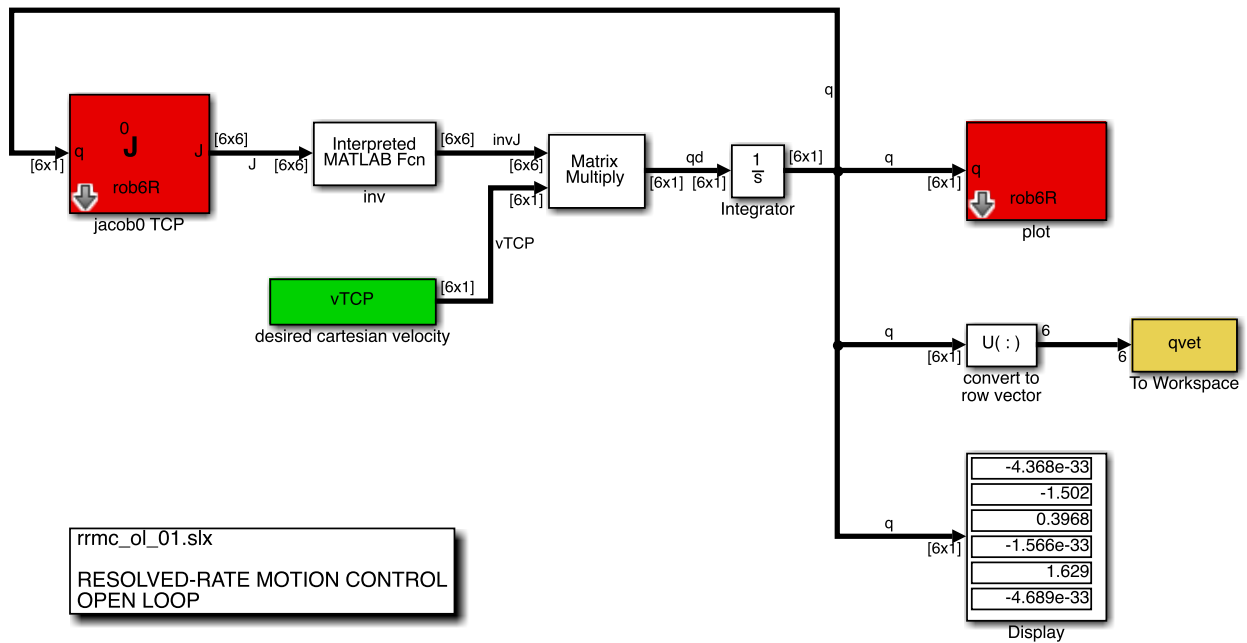 q
[6x1]
q
0
J
J
rob6R
jacob0 TCP
[6x6]
J
[6x6]
Interpreted
MATLAB Fcn
inv
[6x6]
invJ
[6x6]
[6x1]
Matrix
Multiply
vTCP
vTCP
[6x1]
desired cartesian velocity
qd
[6x1]
[6x1]
1
s
Integrator
[6x1]
q
[6x1]
q
rob6R
plot
q
[6x1]
U( : )
6
convert to
row vector
6
qvet
To Workspace
q
[6x1]
-4.368e-33
-1.502
0.3968
-1.566e-33
1.629
-4.689e-33
Display
rrmc_ol_01.slx
RESOLVED-RATE MOTION CONTROL
OPEN LOOP